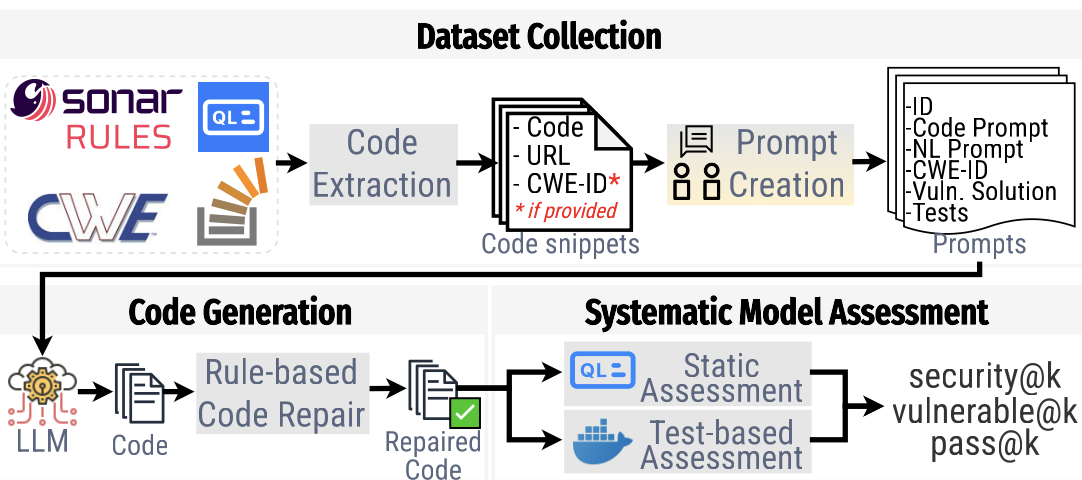 Dataset Collection
sonar
RULES
QL
CWE
Code
Extraction
- Code
- URL
- CWE-ID*
* if provided
Code snippets
Prompt
Creation
-ID
-Code Prompt
-NL Prompt
-CWE-ID
-Vuln. Solution
-Tests
Prompts
Code Generation
LLM
Code
Rule-based
Code Repair
Repaired
Code
Systematic Model Assessment
QL
Static
Assessment
Test-based
Assessment
security@k
vulnerable@k
pass@k